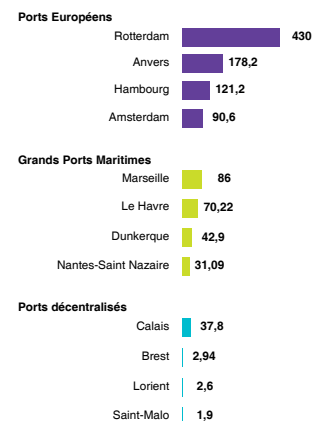 Ports Européens
Rotterdam 430
Anvers 178,2
Hambourg 121,2
Amsterdam 90,6
Grands Ports Maritimes
Marseille 86
Le Havre 70,22
Dunkerque 42,9
Nantes-Saint Nazaire 31,09
Ports décentralisés
Calais 37,8
Brest 2,94
Lorient 2,6
Saint-Malo 1,9